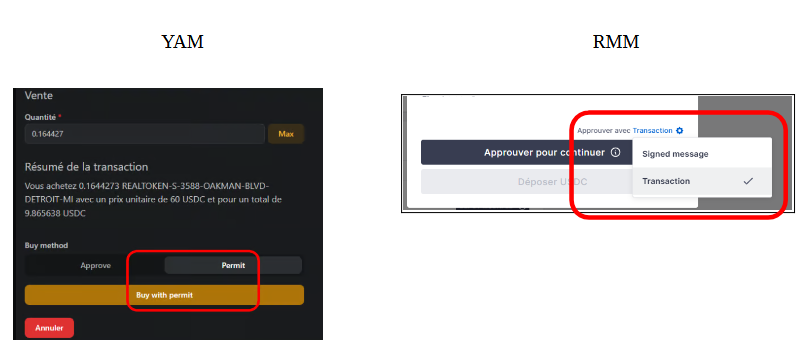 YAM
RMM
Vente
Quantité *
0.164427
Max
Résumé de la transaction
Vous achetez 0.1644273 REALTOKEN-S-3588-OAKMAN-BLVD-
DETROIT-MI avec un prix unitaire de 60 USDC et pour un total de
9.865638 USDC
Buy method
Approve
Permit
Buy with permit
Annuler
Approuver avec Transaction
Approuver pour continuer
Signed message
Déposer USDC
Transaction